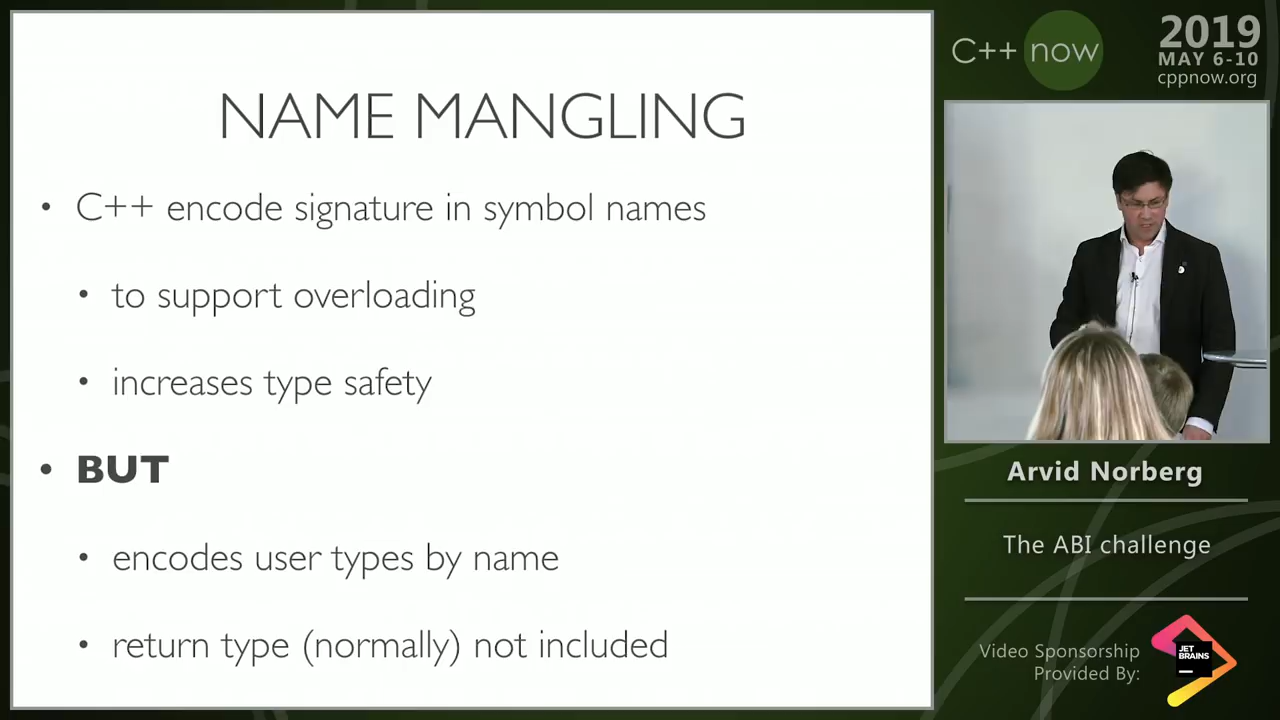 NAME MANGLING
• C++ encode signature in symbol names
• to support overloading
• increases type safety
• BUT
• encodes user types by name
• return type (normally) not included
C++ now
2019
MAY 6-10
cppnow.org
Arvid Norberg
The ABI challenge
Video Sponsorship
Provided By:
JET
BRAINS